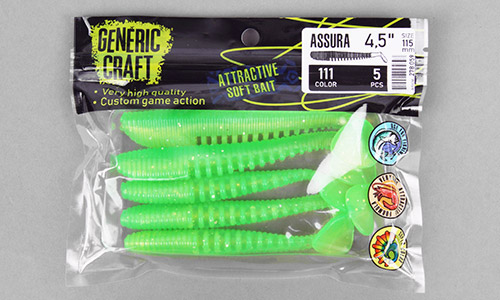 GENERIC
CRAFT
• Very high quality
• Custom game action
ATTRACTIVE
SOFT BAIT
ASSURA 4,5"
SIZE
115
mm
111
COLOR
5
PCS